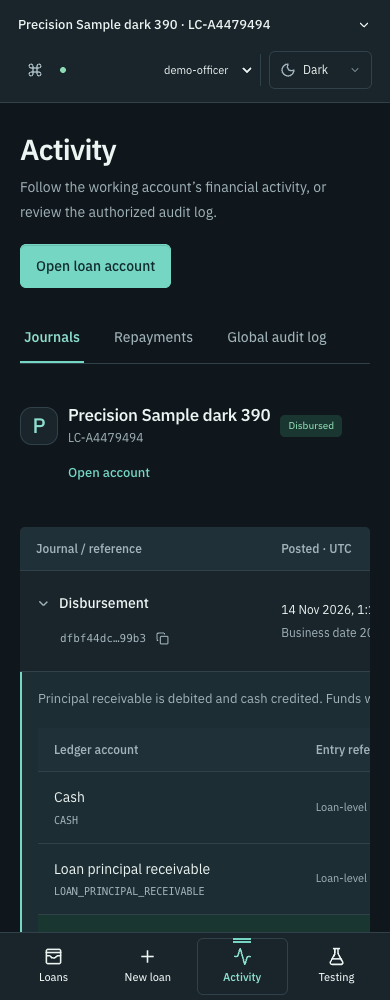 Precision Sample dark 390 · LC-A4479494
⌘ demo-officer Dark
Activity
Follow the working account’s financial activity, or
review the authorized audit log.
Open loan account
Journals Repayments Global audit log
P Precision Sample dark 390 Disbursed
LC-A4479494
Open account
Journal / reference Posted · UTC
Disbursement
14 Nov 2026, 1:1
dfbf44dc…99b3
Business date 20
Principal receivable is debited and cash credited. Funds w
Ledger account Entry refe
Cash
CASH
Loan-level
Loan principal receivable
LOAN_PRINCIPAL_RECEIVABLE
Loan-level
Loans New loan Activity Testing